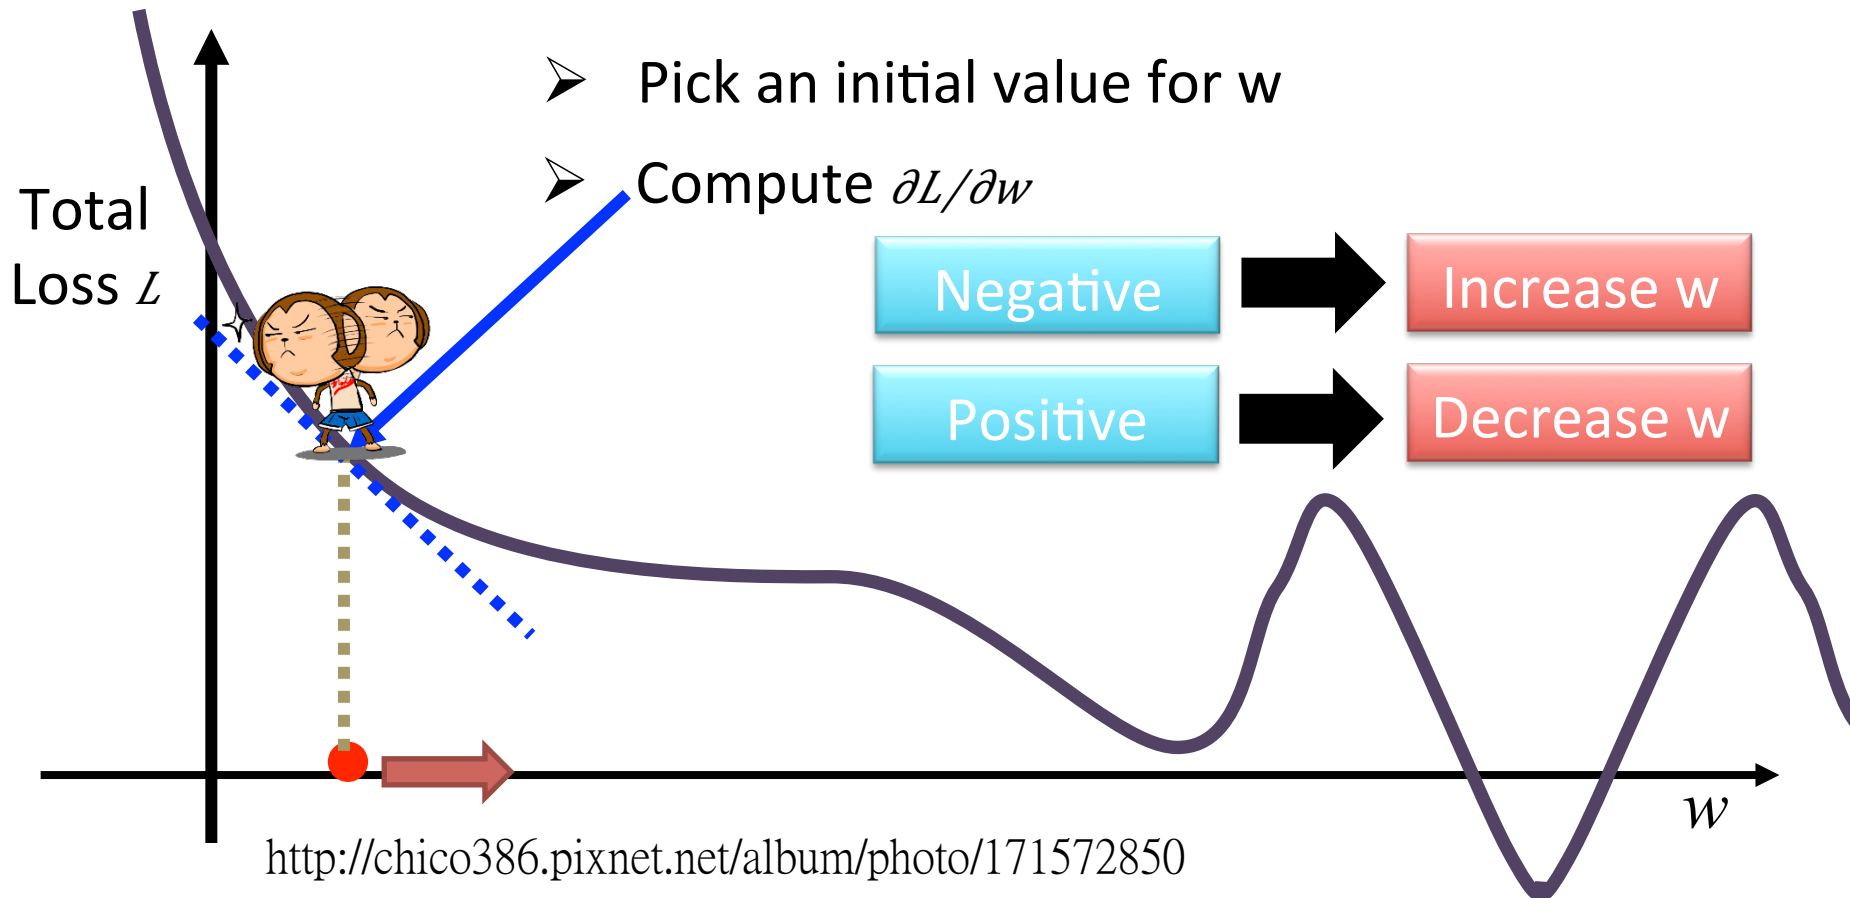 Pick an initial value for w
Compute ∂L/∂w
Total
Loss L
Negative
Increase w
Positive
Decrease w
w
http://chico386.pixnet.net/album/photo/171572850